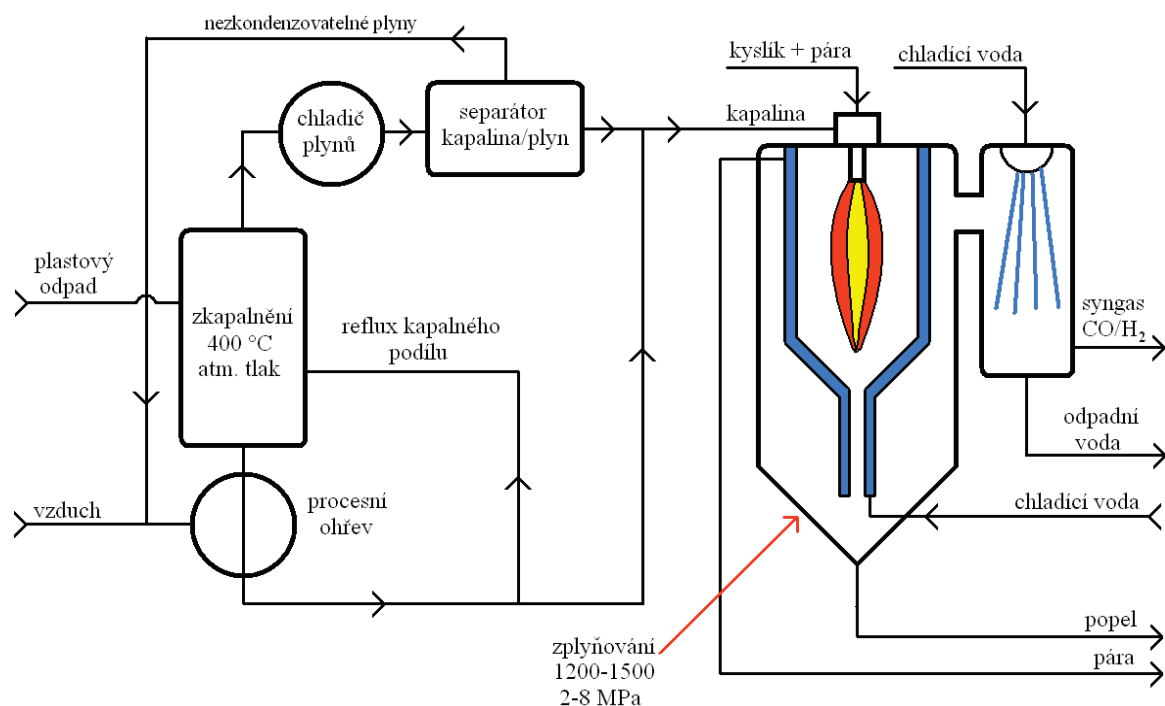 nezkondenzovatelné plyny
chladič
plynů
separátor
kapalina/plyn
kyslík + pára
chladící voda
kapalina
plastový
odpad
zkapalnění
400 °C
atm. tlak
reflux kapalného
podílu
syngas
CO/H₂
odpadní
voda
vzduch
procesní
ohřev
chladící voda
zplyňování
1200-1500
2-8 MPa
popel
pára